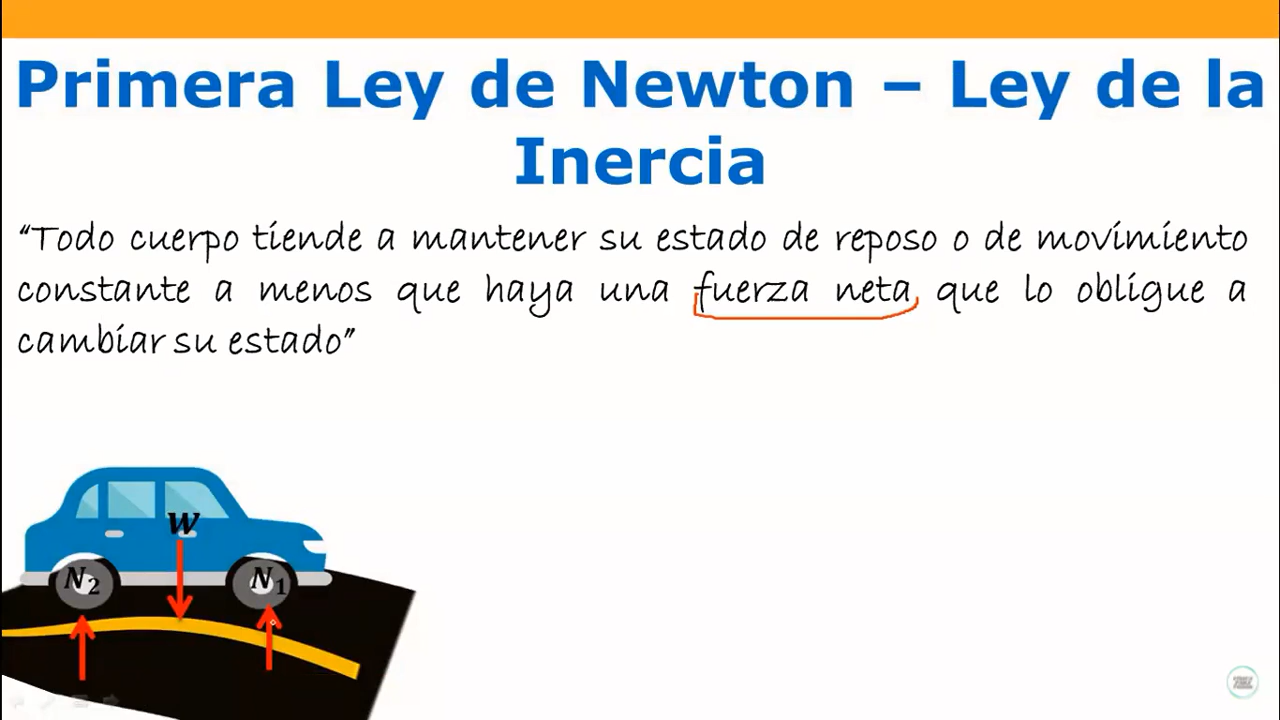 Primera Ley de Newton – Ley de la
Inercia
“Todo cuerpo tiende a mantener su estado de reposo o de movimiento
constante a menos que haya una fuerza neta que lo obligue a
cambiar su estado”
W
N₂ N₁